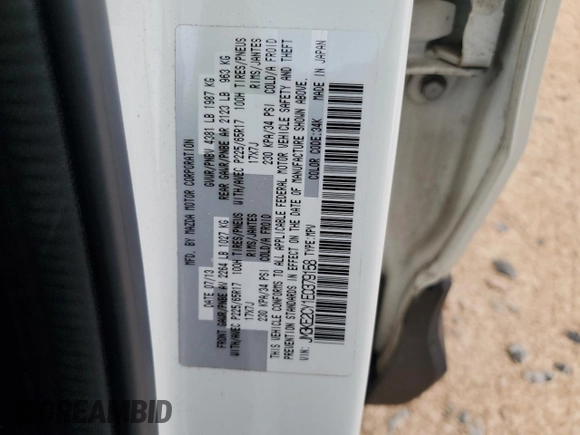 MFD. BY MAZDA MOTOR CORPORATION
DATE 07/13 GVWR/PNBV 4381 LB 1987 KG
FRONT GAWR/PNBE AV 2264 LB 1027 KG REAR GAWR/PNBE AR 2123 LB 963 KG
WITH/AVEC P225/65R17 100H TIRES/PNEUS WITH/AVEC P225/65R17 100H TIRES/PNEUS
17X7J RIMS/JANTES 17X7J RIMS/JANTES
230 KPA/34 PSI COLD/A FROID 230 KPA/34 PSI COLD/A FROID
THIS VEHICLE CONFORMS TO ALL APPLICABLE FEDERAL MOTOR VEHICLE SAFETY AND THEFT
PREVENTION STANDARDS IN EFFECT ON THE DATE OF MANUFACTURE SHOWN ABOVE.
VIN: JM3KE2CY1E0379158 TYPE:MPV COLOR CODE:34K MADE IN JAPAN
BOREAMBID